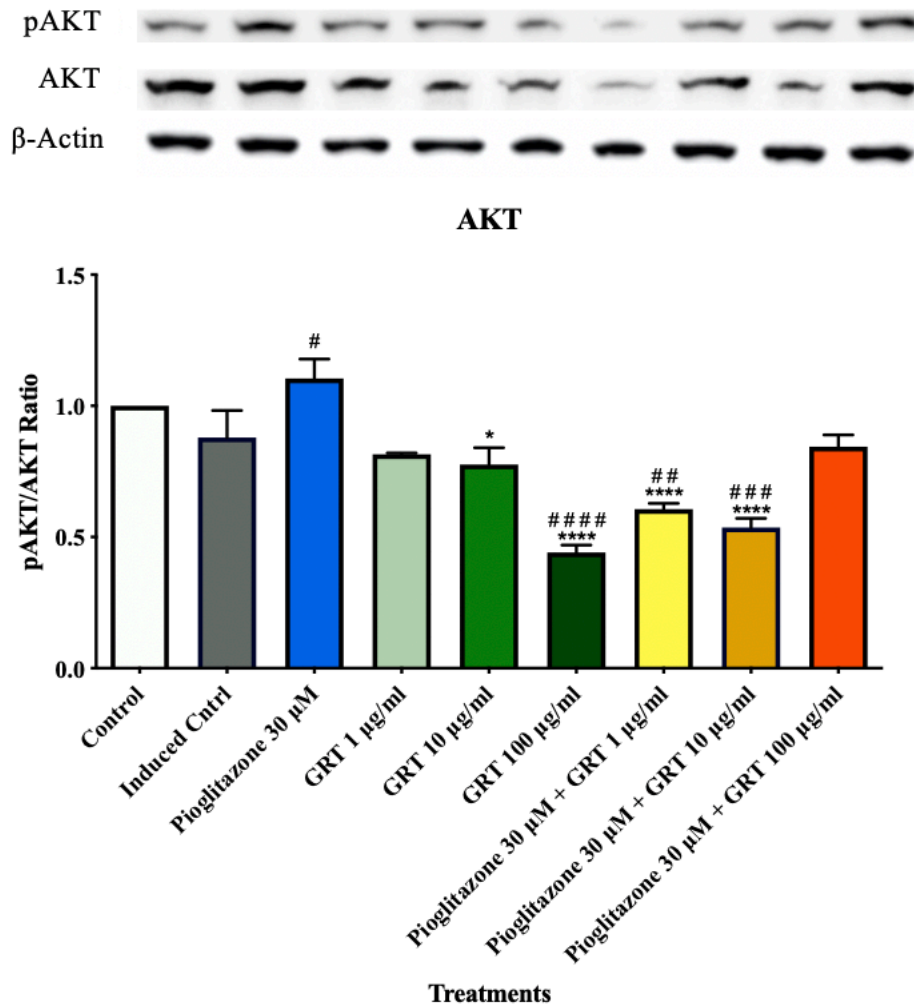 pAKT
AKT
β-Actin
AKT
1.5
1.0
0.5
0.0
pAKT/AKT Ratio
#
*
####
****
##
****
###
****
Control
Induced Cntrl
Pioglitazone 30 µM
GRT 1 µg/ml
GRT 10 µg/ml
GRT 100 µg/ml
Pioglitazone 30 µM + GRT 1 µg/ml
Pioglitazone 30 µM + GRT 10 µg/ml
Pioglitazone 30 µM + GRT 100 µg/ml
Treatments